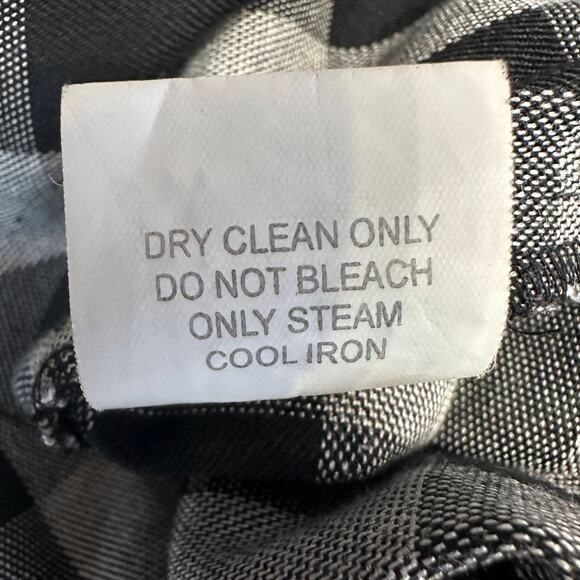 DRY CLEAN ONLY
DO NOT BLEACH
ONLY STEAM
COOL IRON